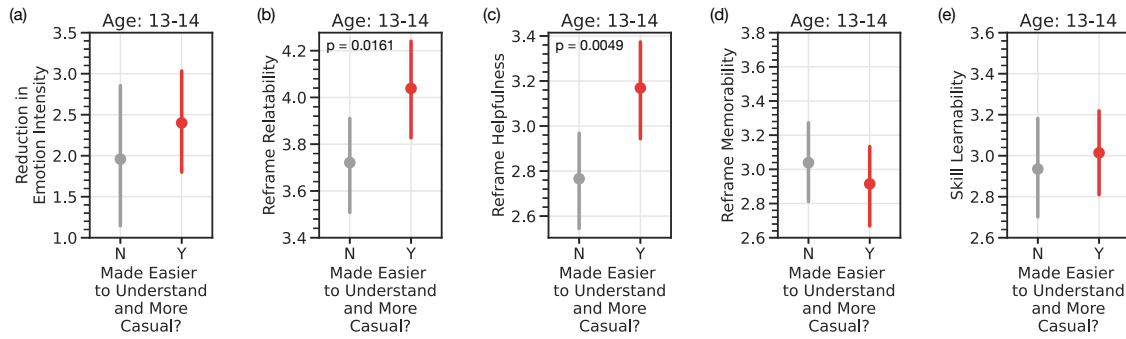 (a)
Age: 13-14
Reduction in
Emotion Intensity
3.5
3.0
2.5
2.0
1.5
1.0
N Y
Made Easier
to Understand
and More
Casual?
(b)
Age: 13-14
p = 0.0161
Reframe Relatability
4.2
4.0
3.8
3.6
3.4
N Y
Made Easier
to Understand
and More
Casual?
(c)
Age: 13-14
p = 0.0049
Reframe Helpfulness
3.4
3.2
3.0
2.8
2.6
N Y
Made Easier
to Understand
and More
Casual?
(d)
Age: 13-14
Reframe Memorability
3.8
3.6
3.4
3.2
3.0
2.8
2.6
N Y
Made Easier
to Understand
and More
Casual?
(e)
Age: 13-14
Skill Learnability
3.6
3.4
3.2
3.0
2.8
2.6
N Y
Made Easier
to Understand
and More
Casual?